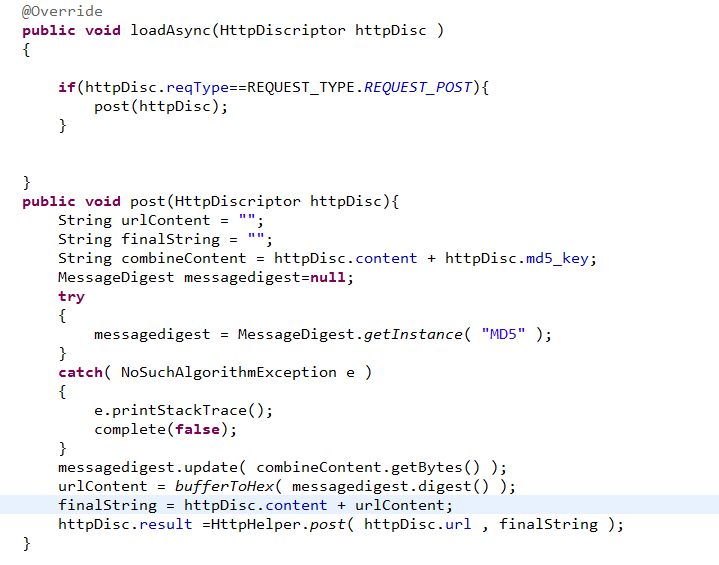 @Override
public void loadAsync(HttpDiscriptor httpDisc )
{
if(httpDisc.reqType==REQUEST_TYPE.REQUEST_POST){
post(httpDisc);
}
}
public void post(HttpDiscriptor httpDisc){
String urlContent = "";
String finalString = "";
String combineContent = httpDisc.content + httpDisc.md5_key;
MessageDigest messagedigest=null;
try
{
messagedigest = MessageDigest.getInstance( "MD5" );
}
catch( NoSuchAlgorithmException e )
{
e.printStackTrace();
complete(false);
}
messagedigest.update( combineContent.getBytes() );
urlContent = bufferToHex( messagedigest.digest() );
finalString = httpDisc.content + urlContent;
httpDisc.result =HttpHelper.post( httpDisc.url , finalString );
}